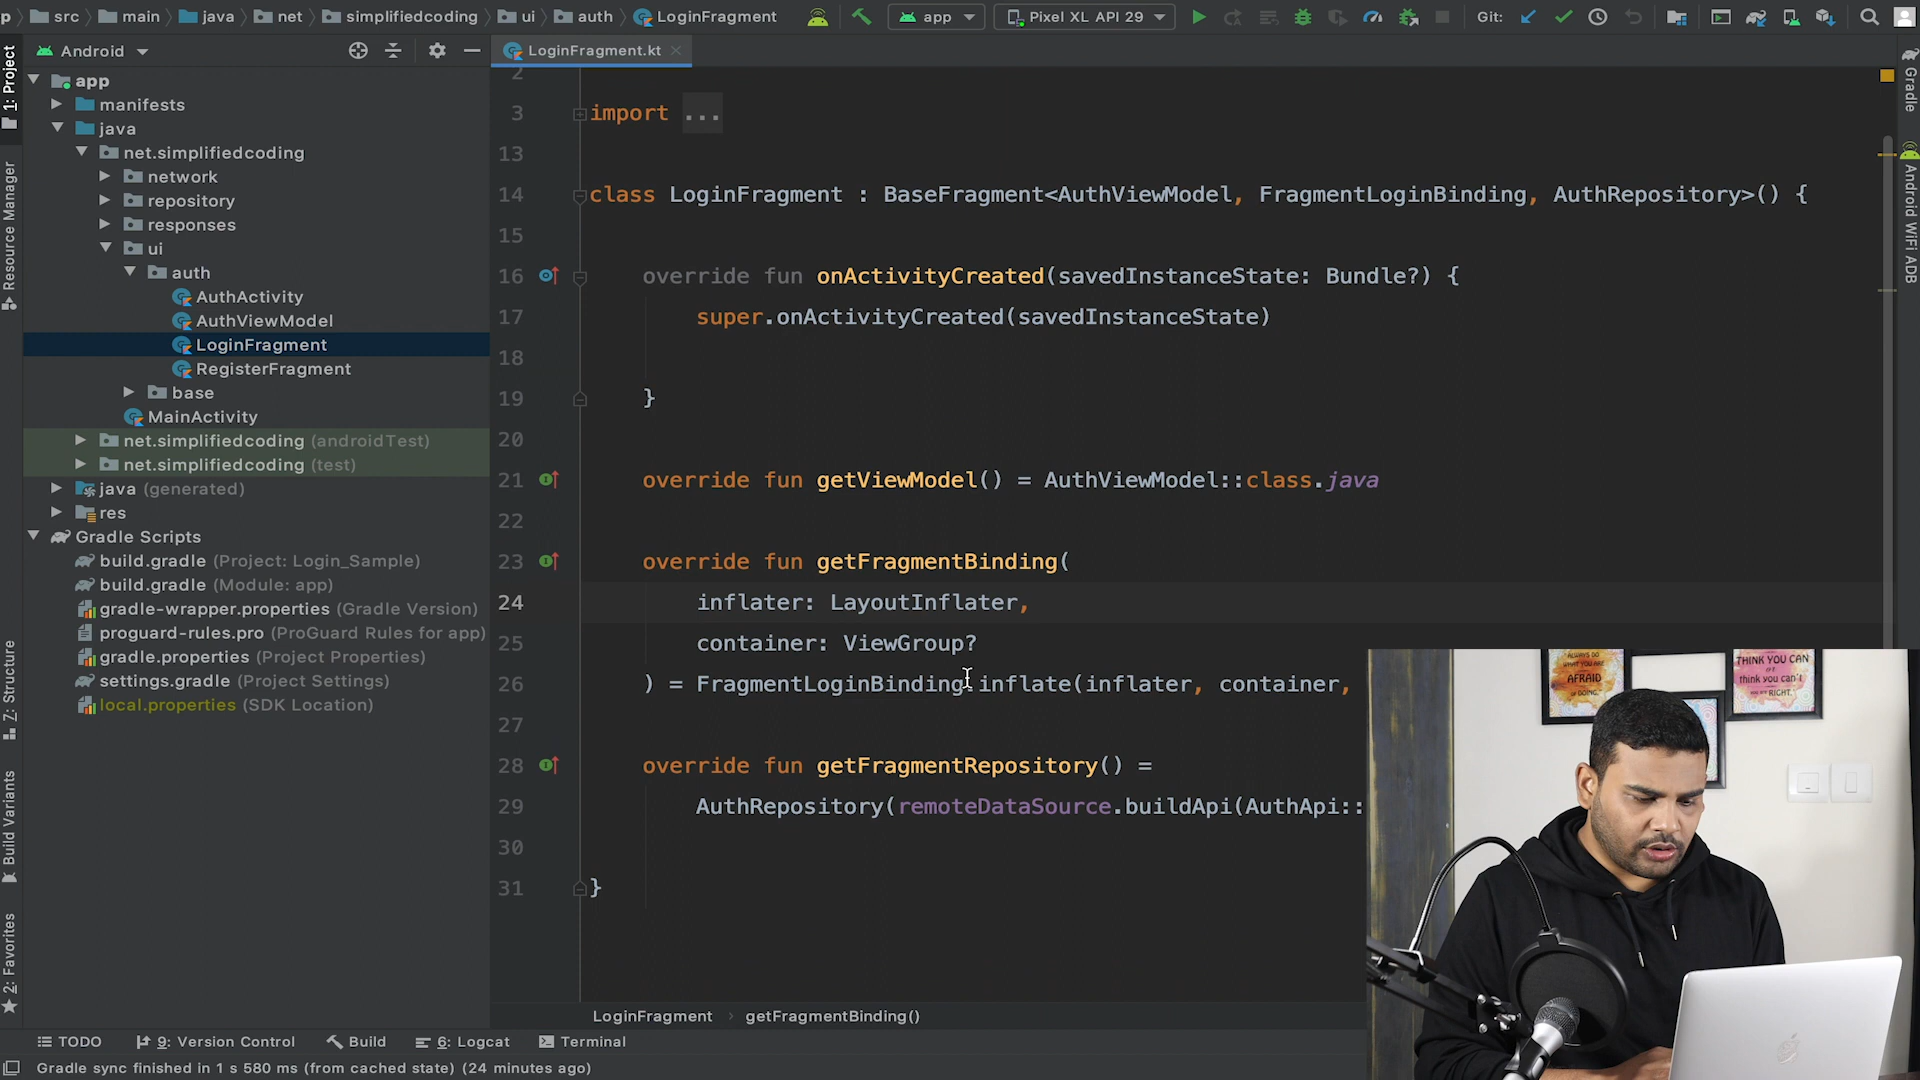 p
src
main
java
net
simplifiedcoding
ui
auth
LoginFragment
app
Pixel XL API 29
Git:
1: Project
Resource Manager
Z: Structure
Build Variants
2: Favorites
Android
app
manifests
java
net.simplifiedcoding
network
repository
responses
ui
auth
AuthActivity
AuthViewModel
LoginFragment
RegisterFragment
base
MainActivity
net.simplifiedcoding (androidTest)
net.simplifiedcoding (test)
java (generated)
res
Gradle Scripts
build.gradle (Project: Login_Sample)
build.gradle (Module: app)
gradle-wrapper.properties (Gradle Version)
proguard-rules.pro (ProGuard Rules for app)
gradle.properties (Project Properties)
settings.gradle (Project Settings)
local.properties (SDK Location)
LoginFragment.kt
2
3 import ...
13
14 class LoginFragment : BaseFragment<AuthViewModel, FragmentLoginBinding, AuthRepository>() {
15
16 override fun onActivityCreated(savedInstanceState: Bundle?) {
17 super.onActivityCreated(savedInstanceState)
18
19 }
20
21 override fun getViewModel() = AuthViewModel::class.java
22
23 override fun getFragmentBinding(
24 inflater: LayoutInflater,
25 container: ViewGroup?
26 ) = FragmentLoginBinding.inflate(inflater, container,
27
28 override fun getFragmentRepository() =
29 AuthRepository(remoteDataSource.buildApi(AuthApi::
30
31 }
Gradle
Android WiFi ADB
ALWAYS DO
WHAT YOU ARE
AFRAID
THINK YOU CAN
think you can't
RIGHT.
LoginFragment › getFragmentBinding()
TODO
9: Version Control
Build
6: Logcat
Terminal
Gradle sync finished in 1 s 580 ms (from cached state) (24 minutes ago)